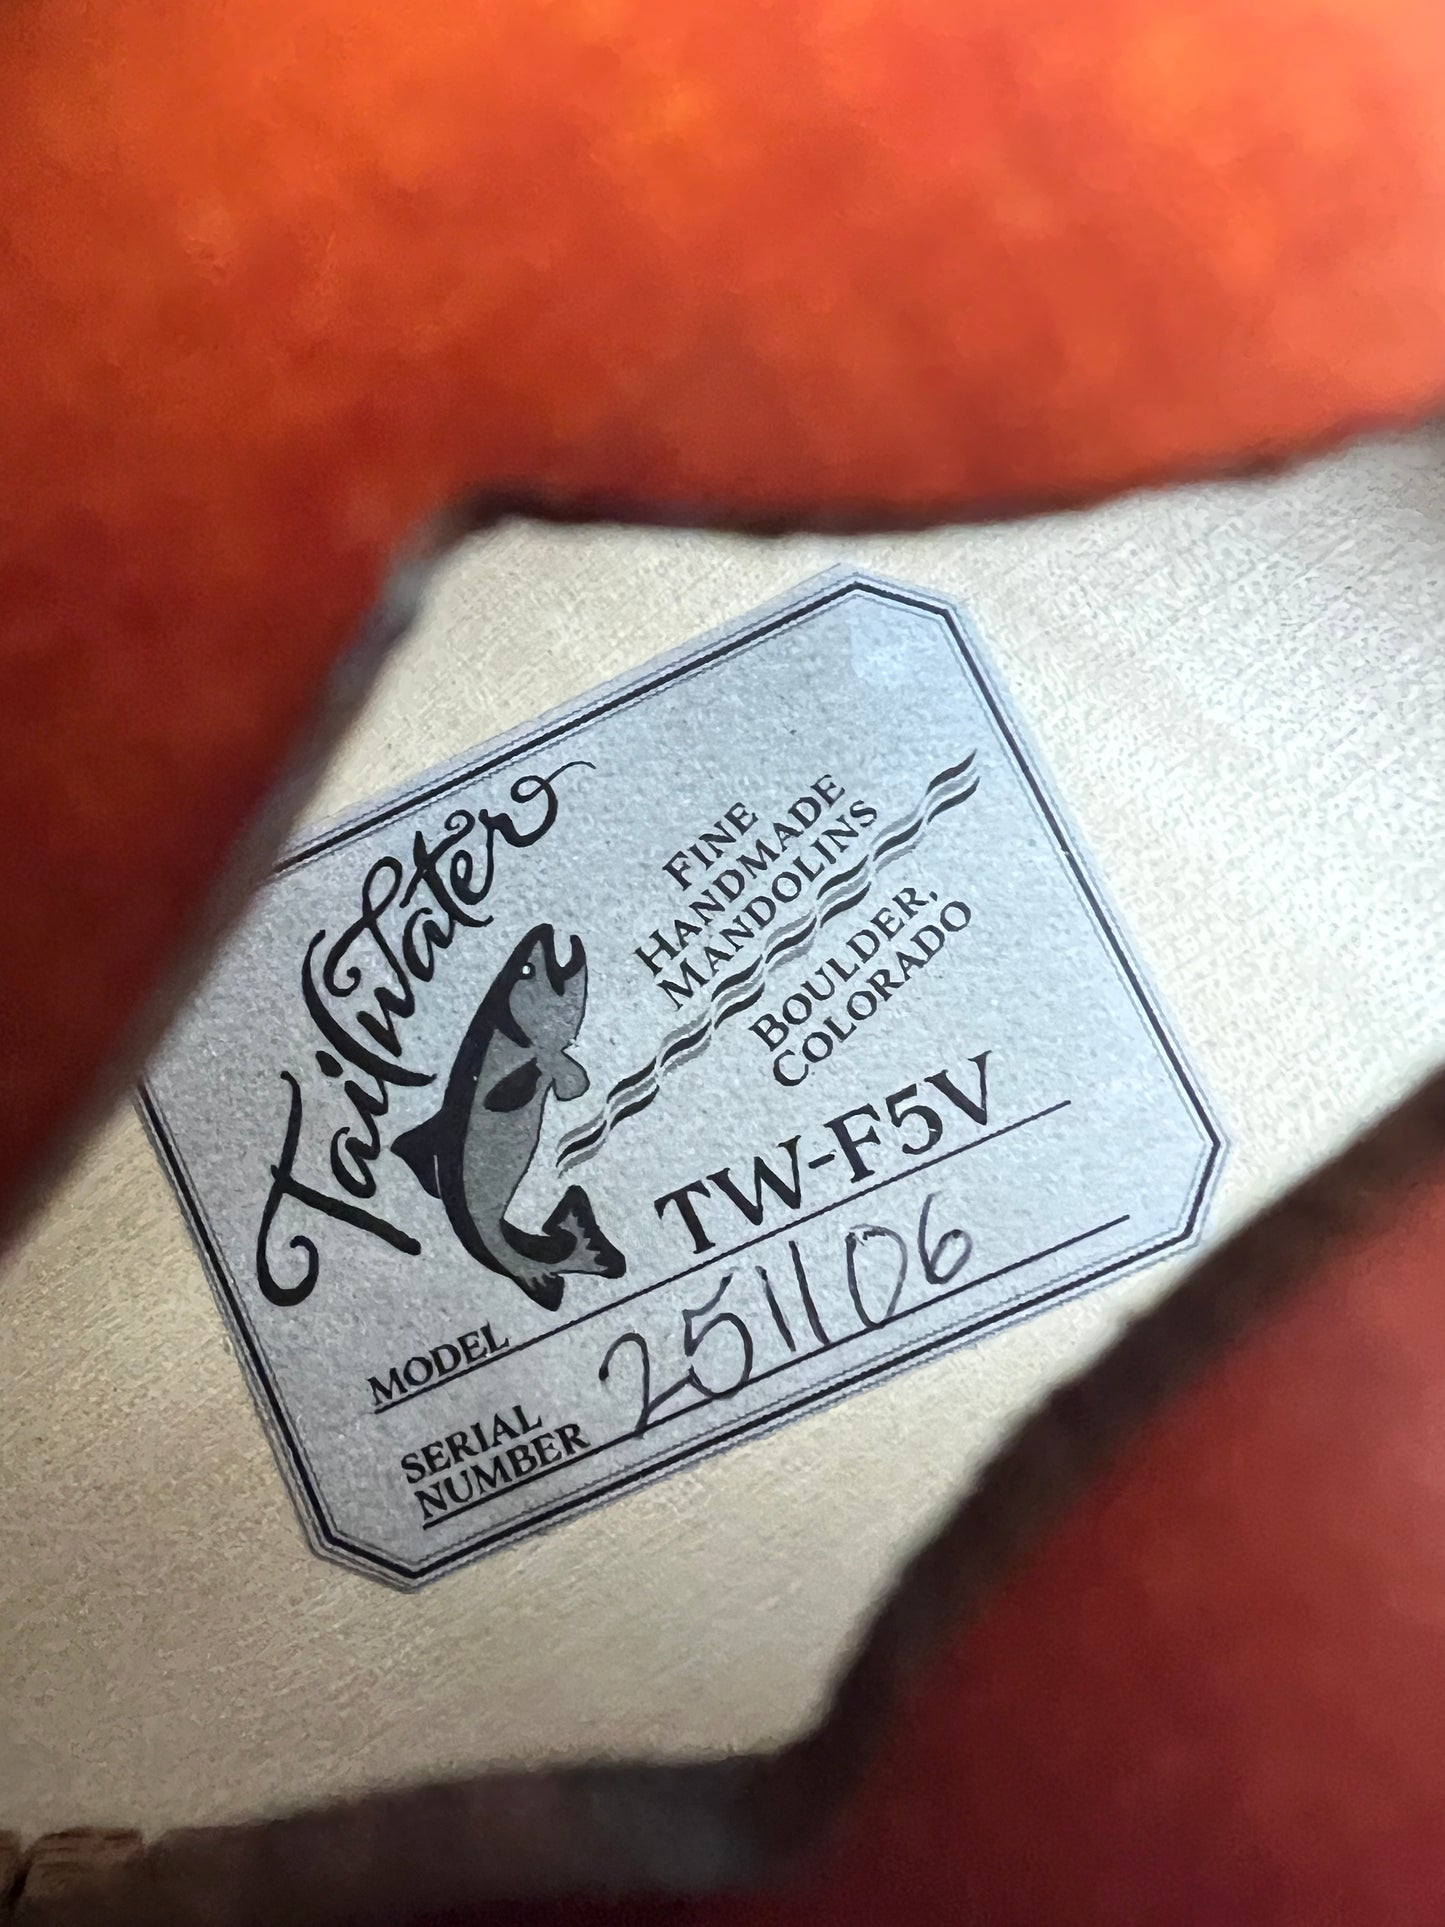 Tailwater
FINE
HANDMADE
MANDOLINS
BOULDER,
COLORADO
MODEL TW-F5V
SERIAL
NUMBER 251106